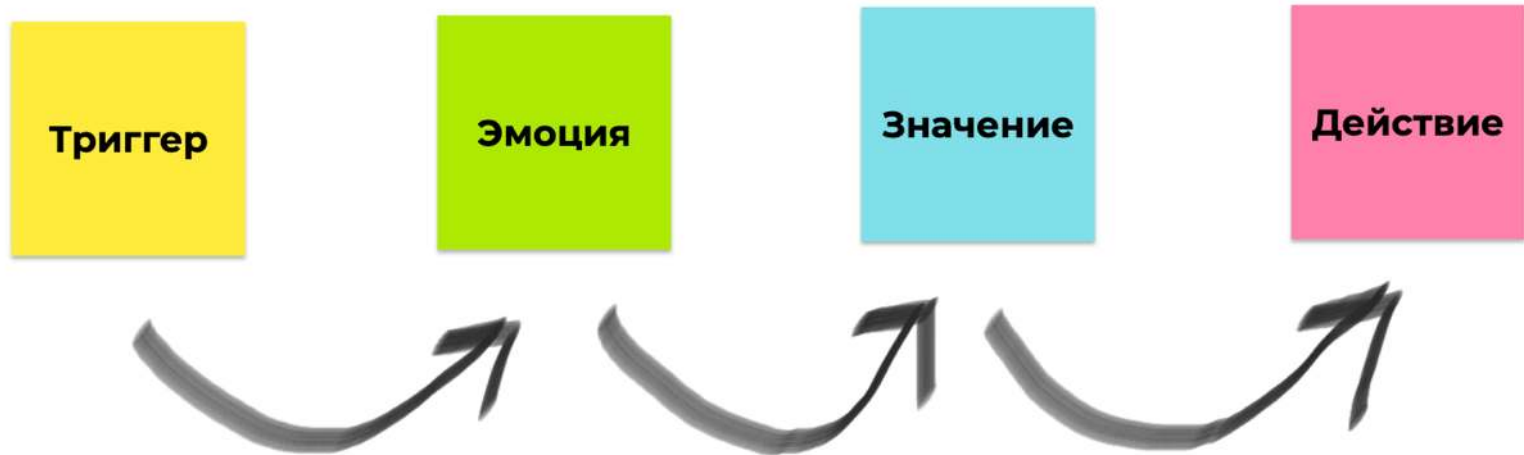 Триггер
Эмоция
Значение
Действие